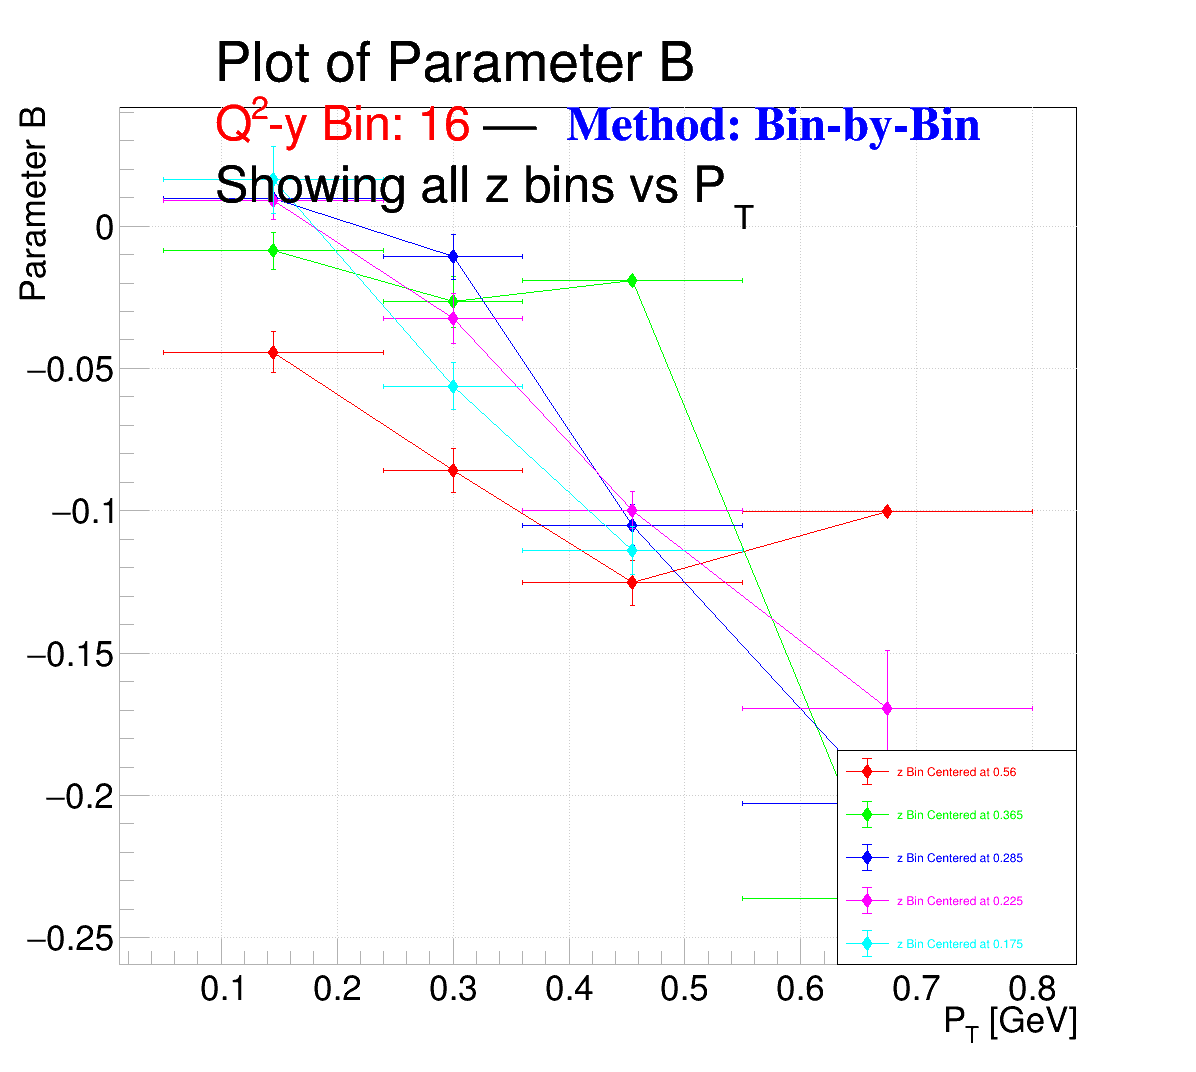 Plot of Parameter B
Q²-y Bin: 16 — Method: Bin-by-Bin
Showing all z bins vs P_T
Parameter B
0
−0.05
−0.1
−0.15
−0.2
−0.25
z Bin Centered at 0.56
z Bin Centered at 0.365
z Bin Centered at 0.285
z Bin Centered at 0.225
z Bin Centered at 0.175
0.1 0.2 0.3 0.4 0.5 0.6 0.7 0.8
P_T [GeV]